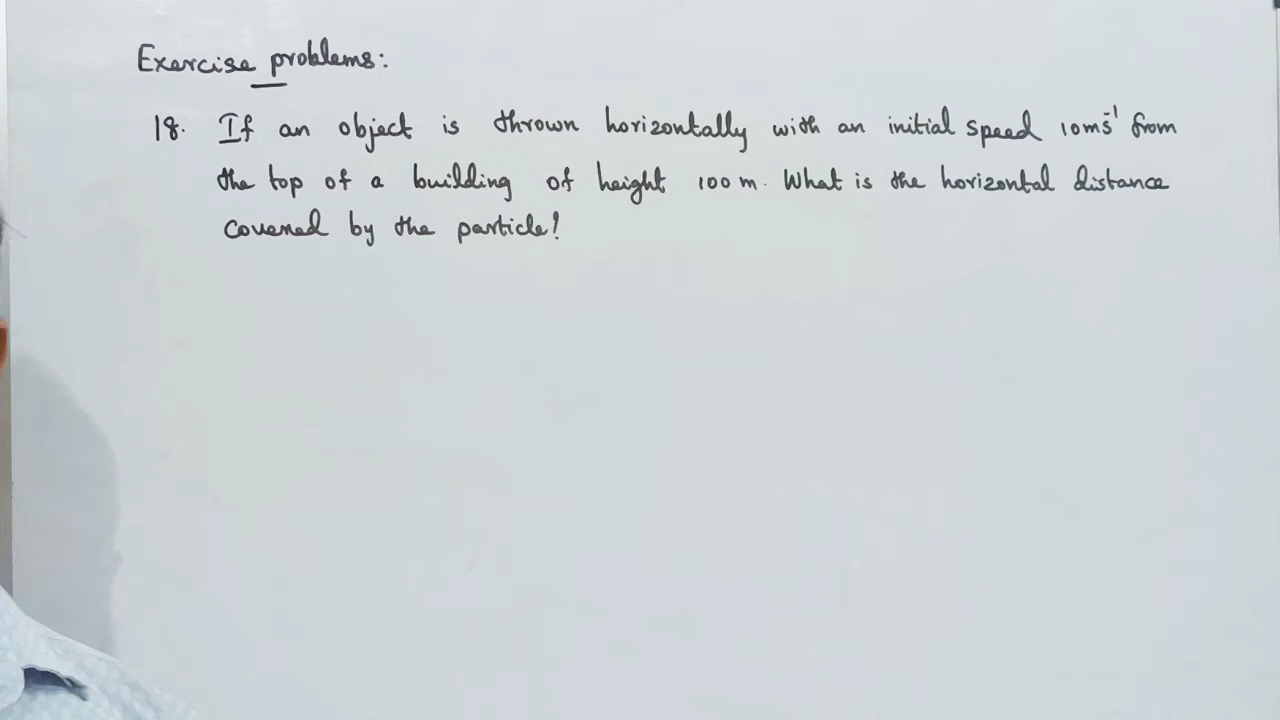 Exercise problems:
18. If an object is thrown horizontally with an initial speed 10ms⁻¹ from
the top of a building of height 100 m. What is the horizontal distance
covered by the particle?